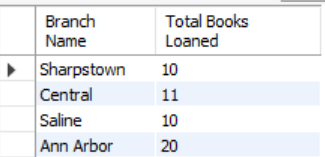 Branch Name	Total Books Loaned
Sharpstown	10
Central	11
Saline	10
Ann Arbor	20